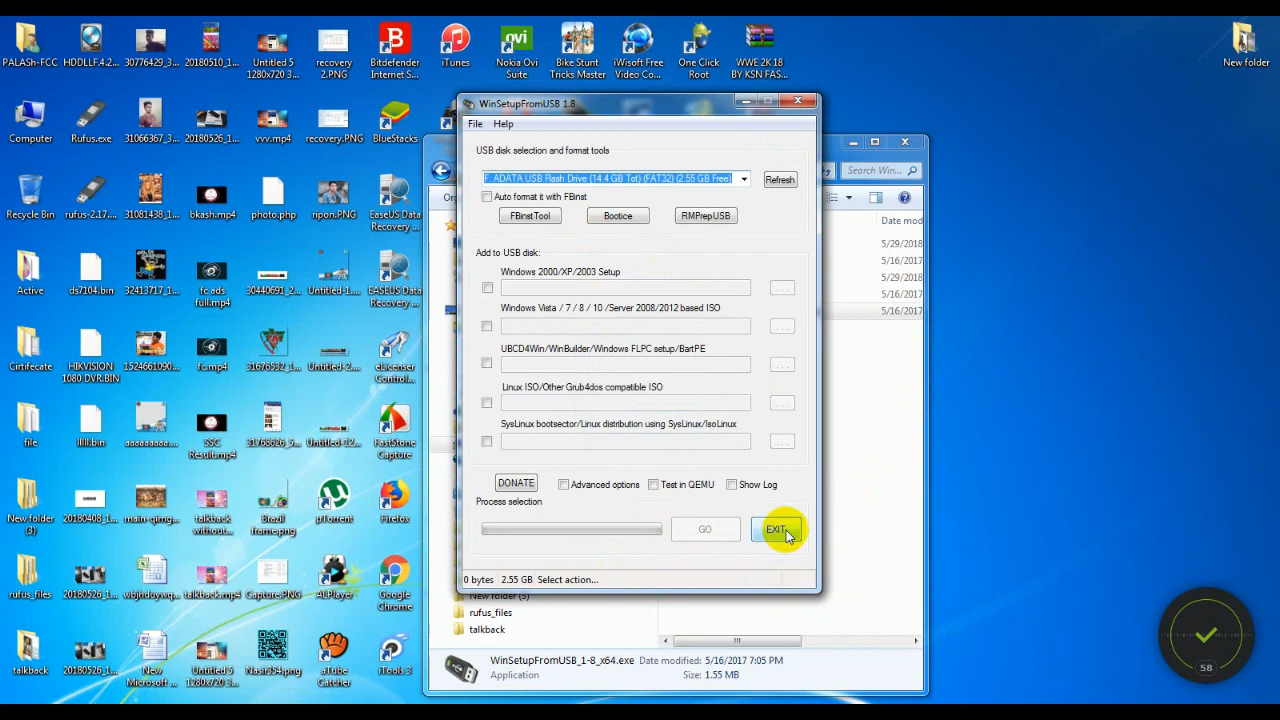 PALASh-FCC
HDDLLF.4.2...
30776429_3...
20180510_1...
Untitled 5
1280x720 3...
recovery
2.PNG
Bitdefender
Internet S...
iTunes
Nokia Ovi
Suite
Bike Stunt
Tricks Master
iWisoft Free
Video Co...
One Click
Root
WWE 2K 18
BY KSN FAS...
New folder
Computer
Rufus.exe
31066367_3...
20180526_1...
vvv.mp4
recovery.PNG
BlueStacks
Recycle Bin
rufus-2.17....
31081438_1...
bkash.mp4
photo.php
ripon.PNG
EaseUS Data
Recovery ...
Active
ds7104.bin
32413717_1...
fc ads
full.mp4
30440691_2...
Untitled-1....
EASEUS Data
Recovery ...
Cirtifecate
HIKVISION
1080 DVR.BIN
1524661090...
fc.mp4
31676532_1...
Untitled-2....
eLicenser
Control...
file
lllll.bin
aaaaaaaaa....
SSC
Result.mp4
31768626_5...
Untitled-12...
FastStone
Capture
New folder
(3)
20180408_1...
main-qimg...
talkback
without...
Brazil
frame.png
µTorrent
Firefox
rufus_files
20180526_1...
wbjhduywq...
talkback.mp4
Capture.PNG
ALPlayer
Google
Chrome
talkback
20180526_1...
New
Microsoft ...
Untitled 5
1280x720 3...
Nasir954.png
aTube
Catcher
iTools 3
WinSetupFromUSB 1.8
File Help
USB disk selection and format tools
F: ADATA USB Flash Drive (14.4 GB Tot) (FAT32) (2.55 GB Free)
Refresh
Auto format it with FBinst
FBinstTool Bootice RMPrepUSB
Add to USB disk:
Windows 2000/XP/2003 Setup
...
Windows Vista / 7 / 8 / 10 /Server 2008/2012 based ISO
...
UBCD4Win/WinBuilder/Windows FLPC setup/BartPE
...
Linux ISO/Other Grub4dos compatible ISO
...
SysLinux bootsector/Linux distribution using SysLinux/IsoLinux
...
DONATE Advanced options Test in QEMU Show Log
Process selection
GO EXIT
0 bytes 2.55 GB Select action...
Search Win...
Date mod
5/29/2018
5/16/2017
5/29/2018
5/16/2017
5/16/2017
New folder (3)
rufus_files
talkback
WinSetupFromUSB_1-8_x64.exe Date modified: 5/16/2017 7:05 PM
Application Size: 1.55 MB
58